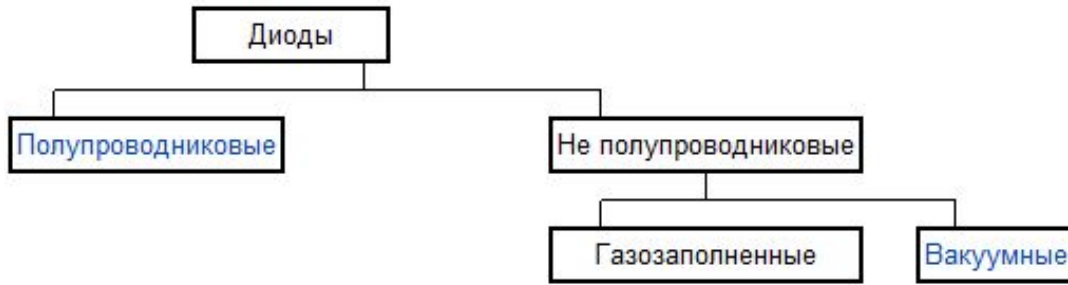 Диоды
Полупроводниковые
Не полупроводниковые
Газозаполненные
Вакуумные